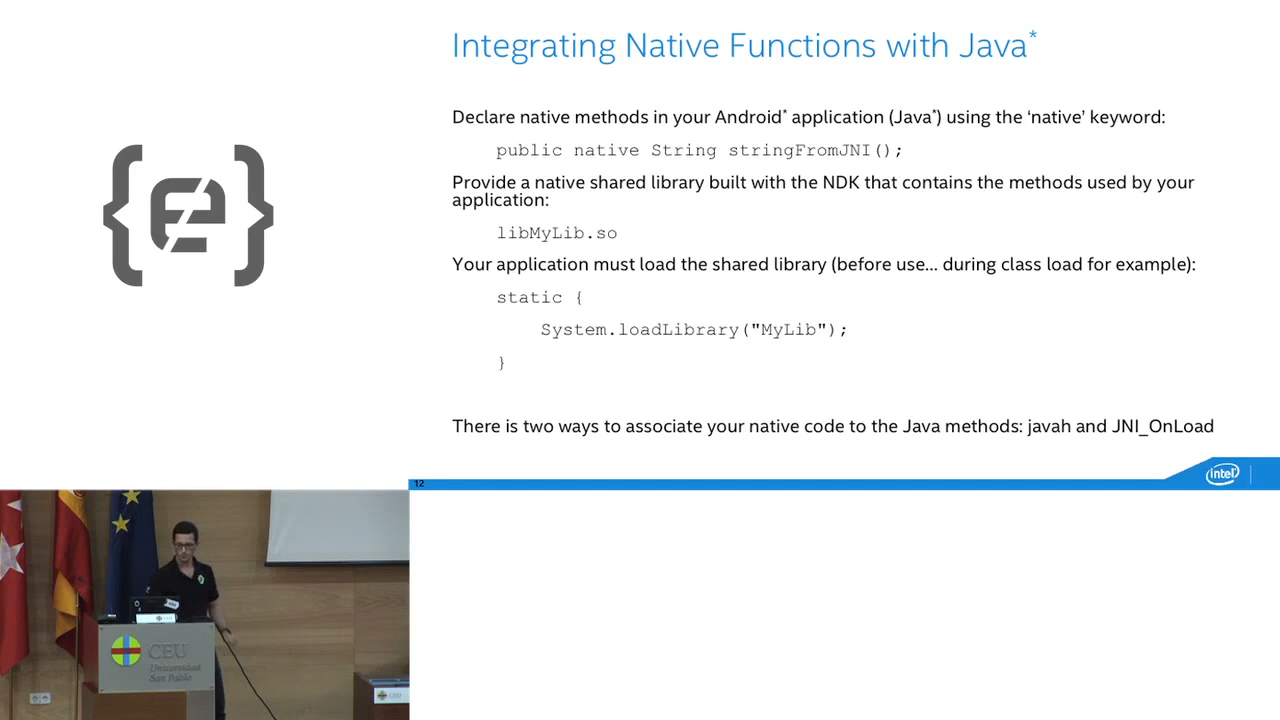 Integrating Native Functions with Java*
Declare native methods in your Android* application (Java*) using the ‘native’ keyword:
public native String stringFromJNI();
Provide a native shared library built with the NDK that contains the methods used by your
application:
libMyLib.so
Your application must load the shared library (before use... during class load for example):
static {
System.loadLibrary("MyLib");
}
There is two ways to associate your native code to the Java methods: javah and JNI_OnLoad
12
intel
CEU
Universidad
San Pablo
CEU